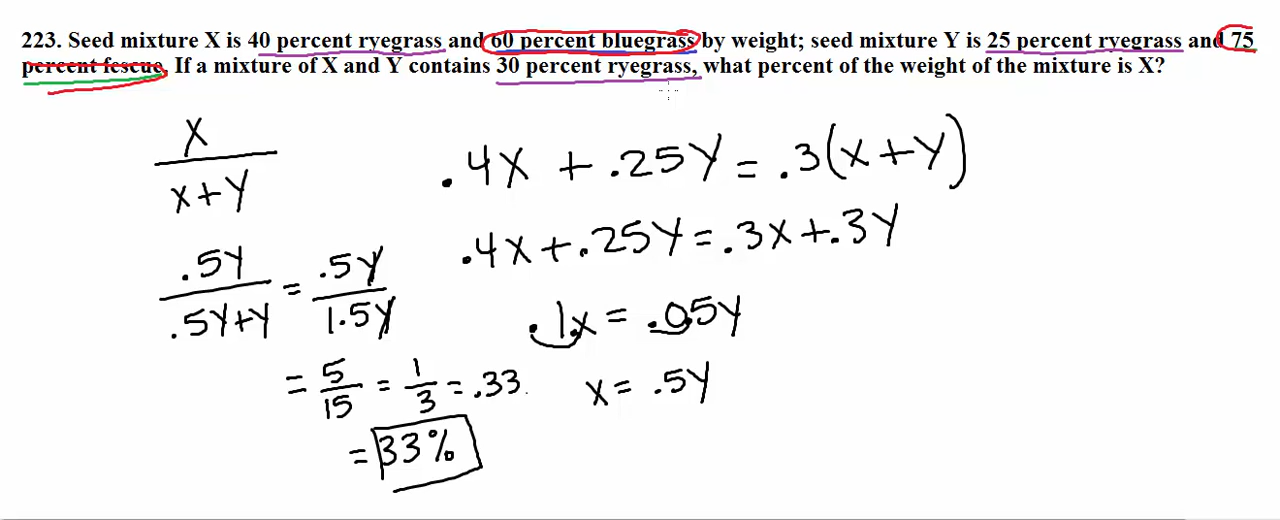 223. Seed mixture X is 40 percent ryegrass and 60 percent bluegrass by weight; seed mixture Y is 25 percent ryegrass and 75
percent fescue. If a mixture of X and Y contains 30 percent ryegrass, what percent of the weight of the mixture is X?
X / X+Y
.5Y / .5Y+Y = .5Y / 1.5Y
= 5/15 = 1/3 = .33
= 33%
.4X + .25Y = .3(X+Y)
.4X+.25Y = .3X+.3Y
.1X = .05Y
X = .5Y